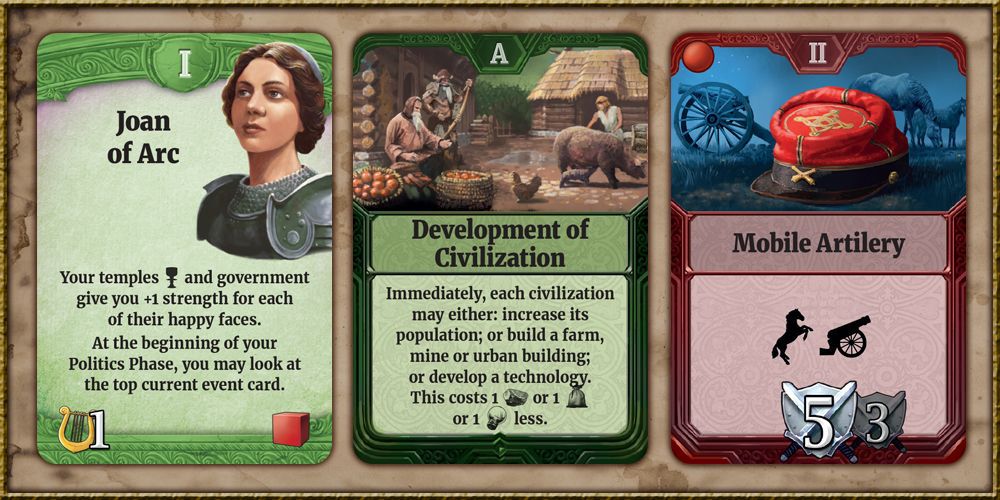 I
Joan
of Arc
Your temples and government
give you +1 strength for each
of their happy faces.
At the beginning of your
Politics Phase, you may look at
the top current event card.
1
A
Development of
Civilization
Immediately, each civilization
may either: increase its
population; or build a farm,
mine or urban building;
or develop a technology.
This costs 1 or 1
or 1 less.
II
Mobile Artilery
5 3